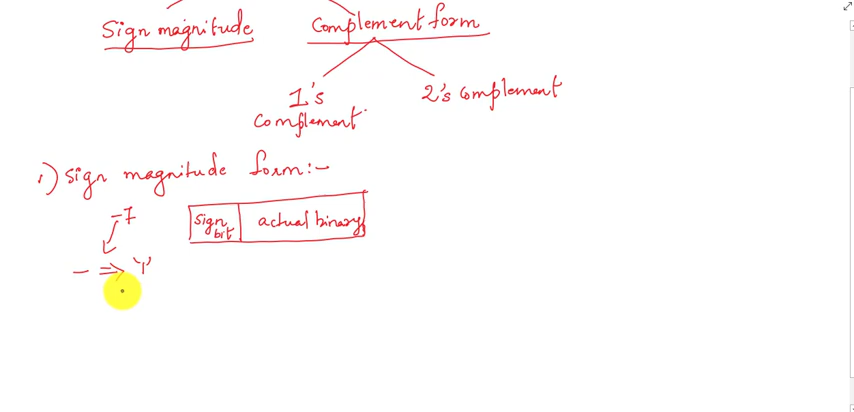 Sign magnitude
Complement form
1's
complement
2's complement
1) Sign magnitude form:-
-7
Sign
bit
actual binary
- => '1'